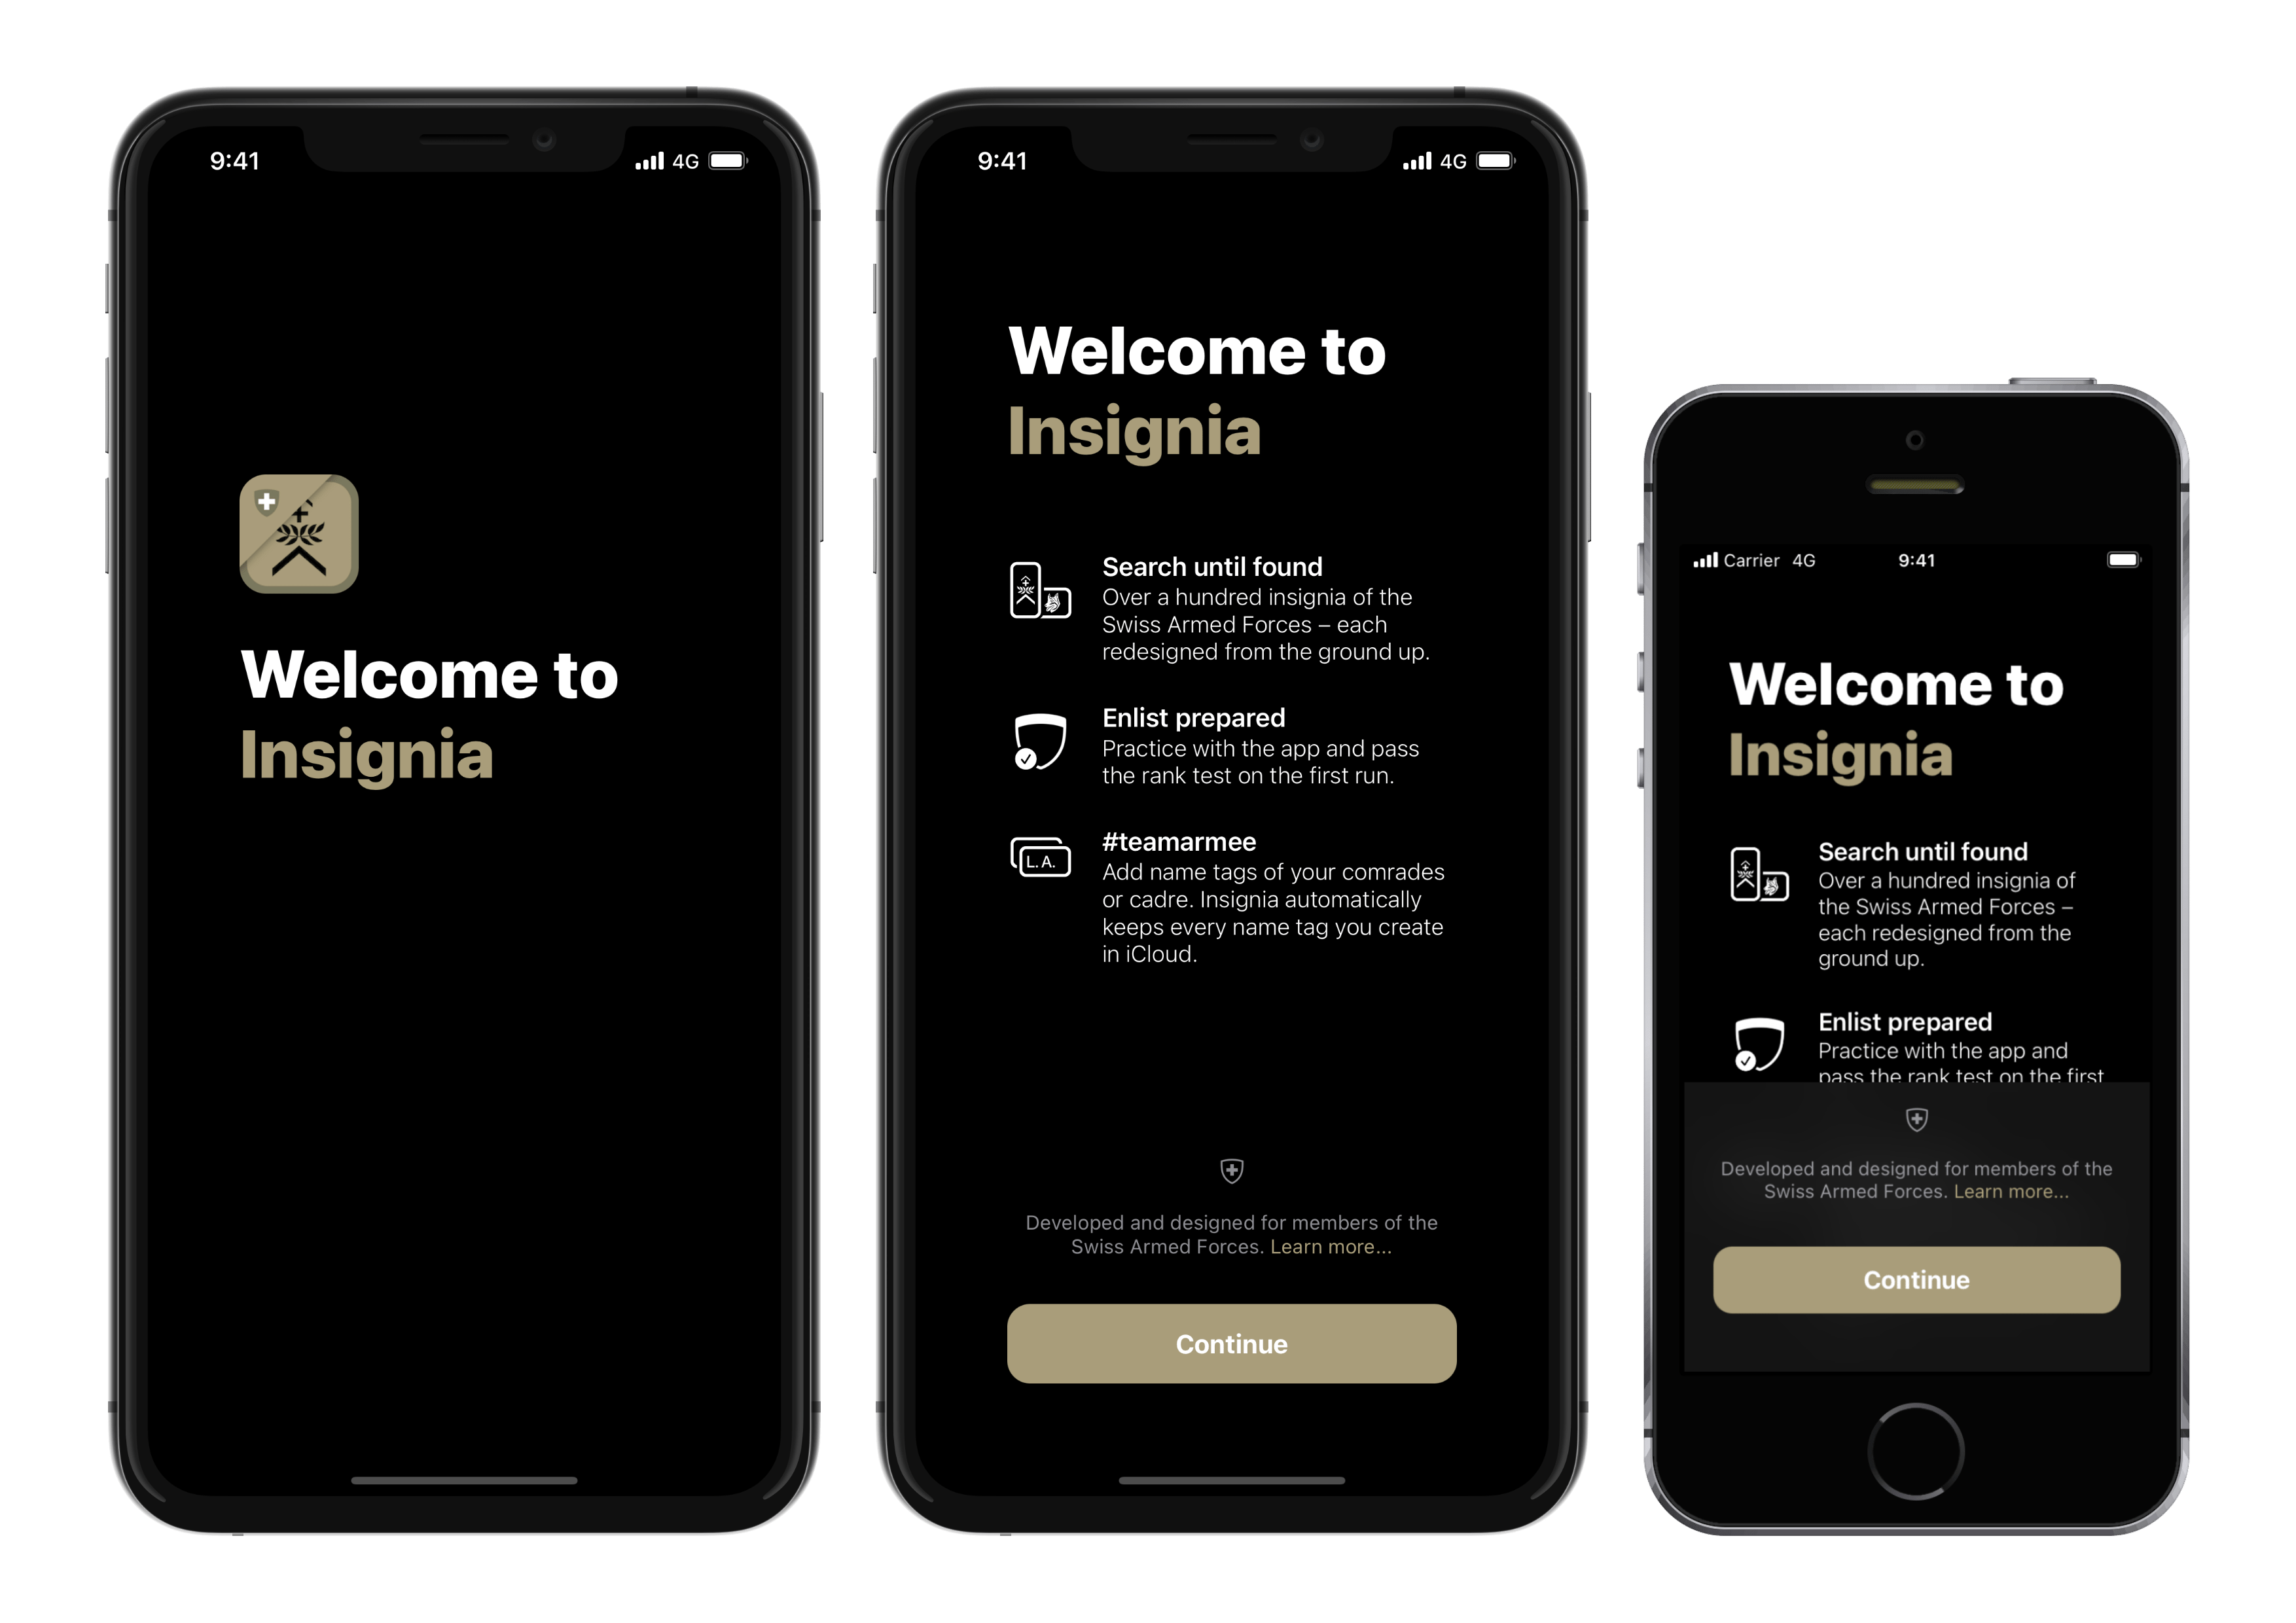 9:41
4G
Welcome to
Insignia
9:41
4G
Welcome to
Insignia
Search until found
Over a hundred insignia of the
Swiss Armed Forces – each
redesigned from the ground up.
Enlist prepared
Practice with the app and pass
the rank test on the first run.
L.A.
#teamarmee
Add name tags of your comrades
or cadre. Insignia automatically
keeps every name tag you create
in iCloud.
Developed and designed for members of the
Swiss Armed Forces. Learn more...
Continue
Carrier 4G 9:41
Welcome to
Insignia
Search until found
Over a hundred insignia of
the Swiss Armed Forces –
each redesigned from the
ground up.
Enlist prepared
Practice with the app and
pass the rank test on the first
Developed and designed for members of the
Swiss Armed Forces. Learn more...
Continue